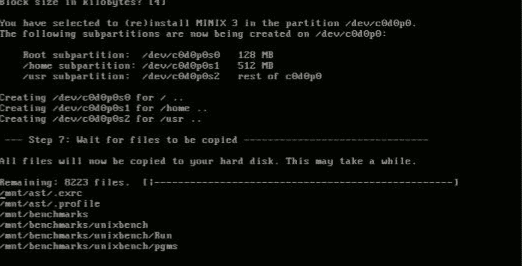 Block size in kilobytes? [4]
You have selected to (re)install MINIX 3 in the partition /dev/c0d0p0.
The following subpartitions are now being created on /dev/c0d0p0:
Root subpartition: /dev/c0d0p0s0 128 MB
/home subpartition: /dev/c0d0p0s1 512 MB
/usr subpartition: /dev/c0d0p0s2 rest of c0d0p0
Creating /dev/c0d0p0s0 for / ..
Creating /dev/c0d0p0s1 for /home ..
Creating /dev/c0d0p0s2 for /usr ..
--- Step 7: Wait for files to be copied ------------------------------
All files will now be copied to your hard disk. This may take a while.
Remaining: 8223 files. [|--------------------------------------------------]
/mnt/ast/.exrc
/mnt/ast/.profile
/mnt/benchmarks
/mnt/benchmarks/unixbench
/mnt/benchmarks/unixbench/Run
/mnt/benchmarks/unixbench/pgms